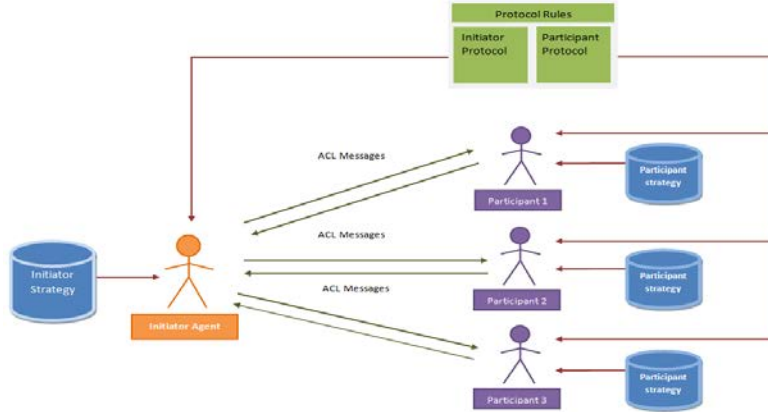 Protocol Rules
Initiator
Protocol
Participant
Protocol
ACL Messages
Participant
strategy
Participant 1
ACL Messages
Initiator
Strategy
Participant
strategy
ACL Messages
Participant 2
Initiator Agent
Participant
strategy
Participant 3